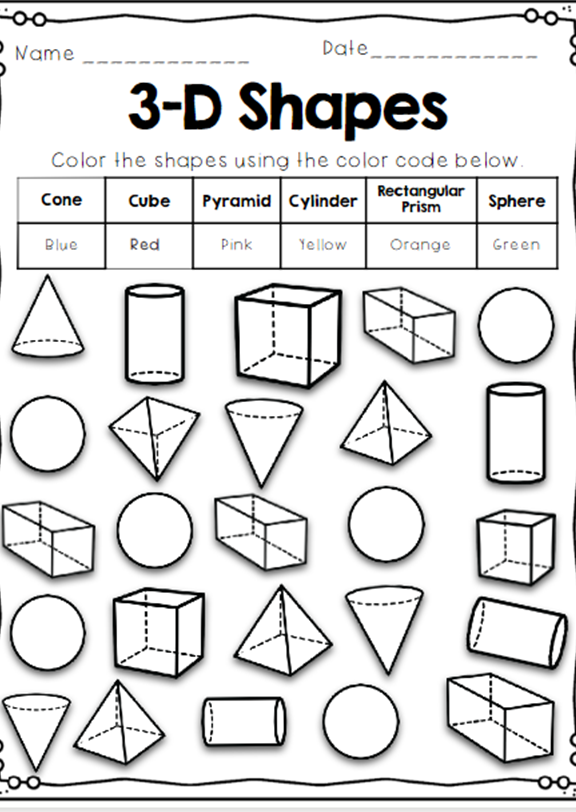 Name ____________ Date____________
3-D Shapes
Color the shapes using the color code below.
Cone Cube Pyramid Cylinder Rectangular Prism Sphere
Blue Red Pink Yellow Orange Green